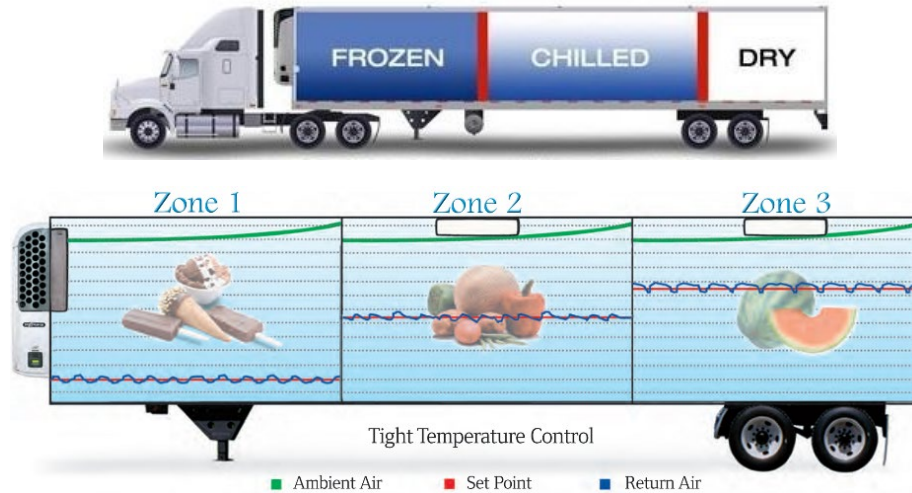 FROZEN CHILLED DRY
Zone 1 Zone 2 Zone 3
Tight Temperature Control
Ambient Air Set Point Return Air